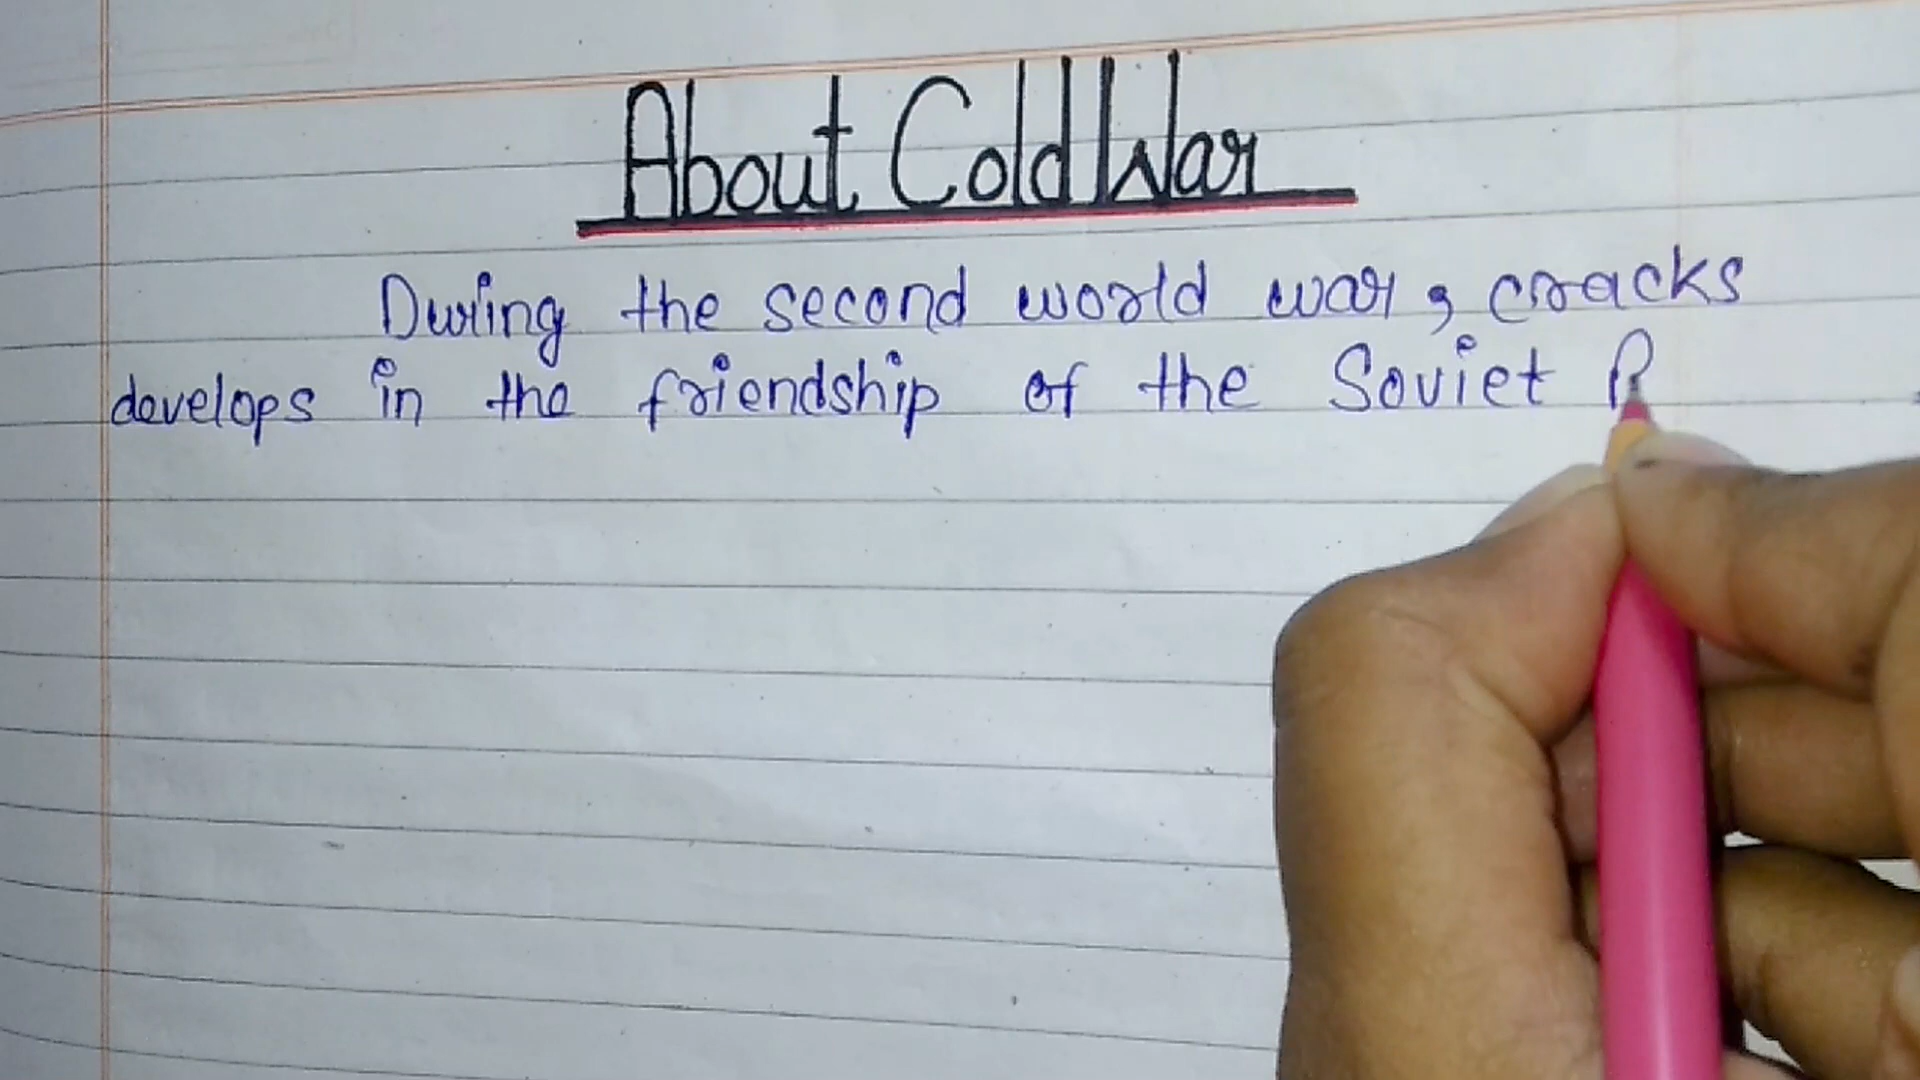 About Cold War
During the second world war, cracks
develops in the friendship of the Soviet